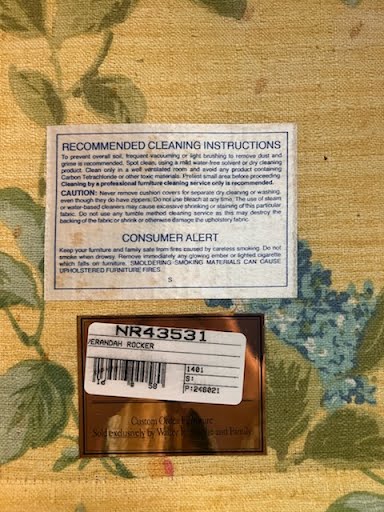 RECOMMENDED CLEANING INSTRUCTIONS
To prevent overall soil, frequent vacuuming or light brushing to remove dust and
grime is recommended. Spot clean, using a mild water-free solvent or dry cleaning
product. Clean only in a well ventilated room and avoid any product containing
Carbon Tetrachloride or other toxic materials. Pretest small area before proceeding.
Cleaning by a professional furniture cleaning service only is recommended.
CAUTION: Never remove cushion covers for separate dry cleaning or washing,
even though they do have zippers. Do not use bleach at any time. The use of steam
or water-based cleaners may cause excessive shrinking or staining of this particular
fabric. Do not use any tumble method cleaning service as this may destroy the
backing of the fabric or shrink or otherwise damage the upholstery fabric.
CONSUMER ALERT
Keep your furniture and family safe from fires caused by careless smoking. Do not
smoke when drowsy. Remove immediately any glowing ember or lighted cigarette
which falls on furniture. SMOLDERING SMOKING MATERIALS CAN CAUSE
UPHOLSTERED FURNITURE FIRES.
S
NR43531
VERANDAH ROCKER
1401
S:
P:246021
Custom Order Furniture
Sold exclusively by and Family